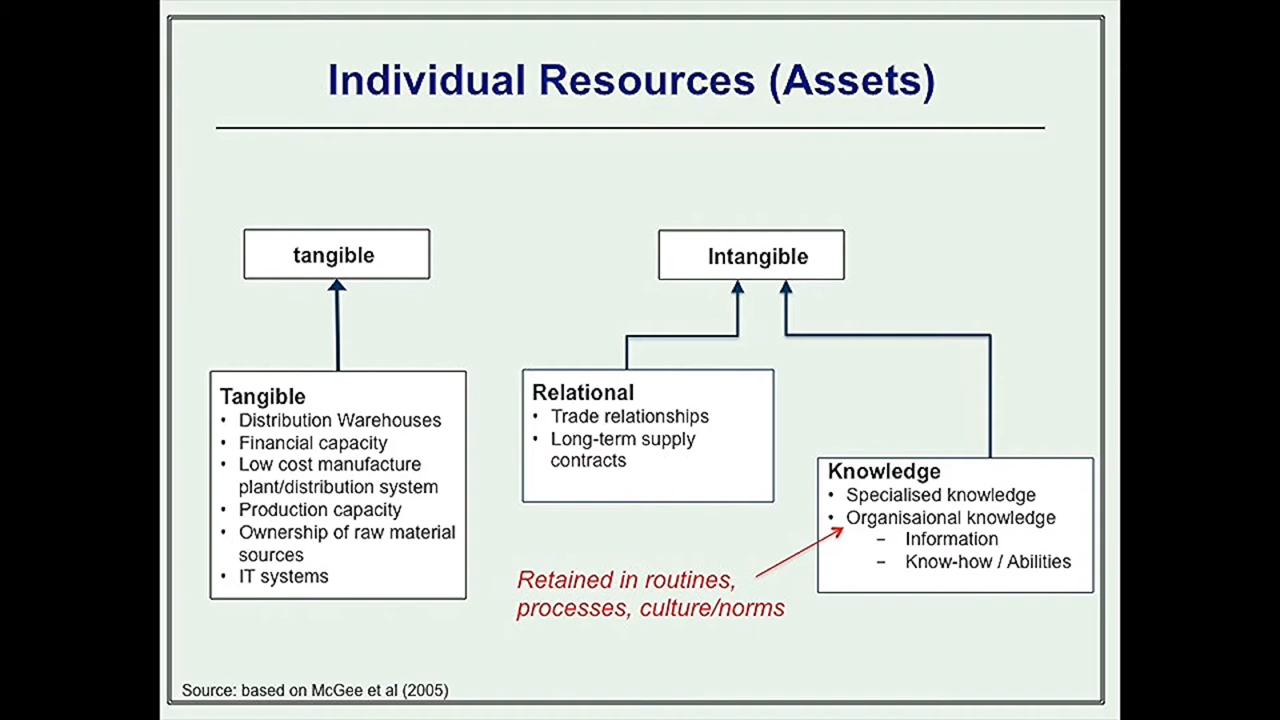 Individual Resources (Assets)
tangible
Intangible
Tangible
• Distribution Warehouses
• Financial capacity
• Low cost manufacture
plant/distribution system
• Production capacity
• Ownership of raw material
sources
• IT systems
Relational
• Trade relationships
• Long-term supply
contracts
Knowledge
• Specialised knowledge
• Organisaional knowledge
– Information
– Know-how / Abilities
Retained in routines,
processes, culture/norms
Source: based on McGee et al (2005)